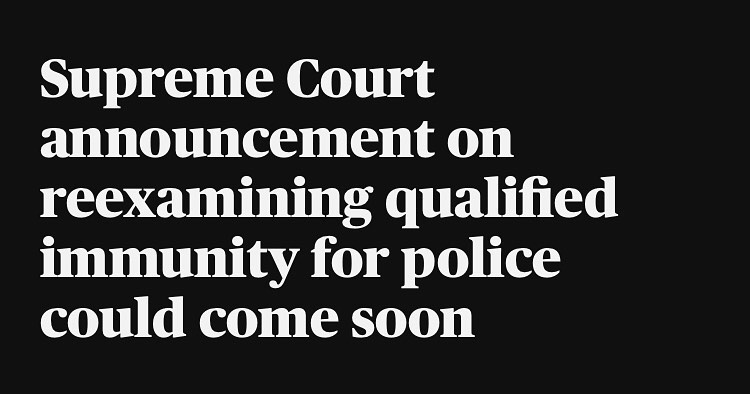 Supreme Court
announcement on
reexamining qualified
immunity for police
could come soon